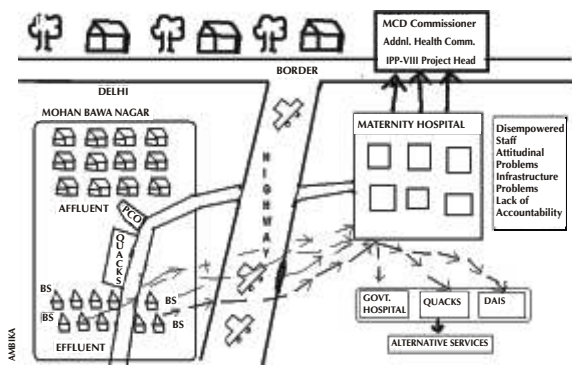 MCD Commissioner
Addnl. Health Comm.
IPP-VIII Project Head
BORDER
DELHI
MOHAN BAWA NAGAR
AFFLUENT
PCO
QUACKS
BS
BS
BS
BS
EFFLUENT
HIGHWAY
MATERNITY HOSPITAL
Disempowered
Staff
Attitudinal
Problems
Infrastructure
Problems
Lack of
Accountability
GOVT.
HOSPITAL
QUACKS
DAIS
ALTERNATIVE SERVICES
AMBIKA